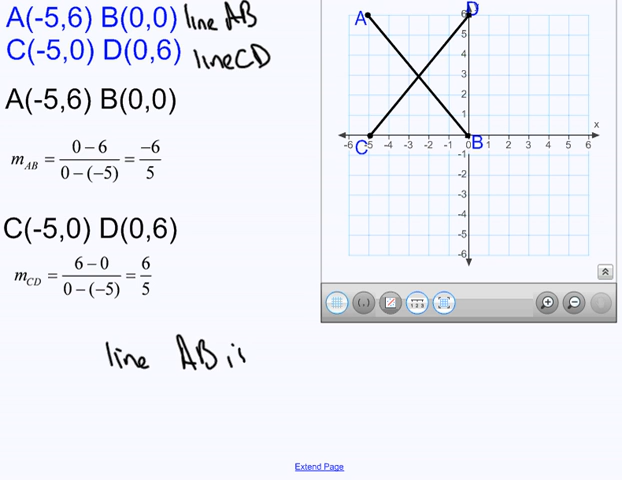 A(-5,6) B(0,0) line AB
C(-5,0) D(0,6) line CD
A(-5,6) B(0,0)
m_AB = (0 − 6)/(0 − (−5)) = −6/5
C(-5,0) D(0,6)
m_CD = (6 − 0)/(0 − (−5)) = 6/5
line AB is
A
D
C
B
x
6
5
4
3
2
1
-6 -5 -4 -3 -2 -1 0 1 2 3 4 5 6
-1
-2
-3
-4
-5
-6
(,)
1 2 3
Extend Page